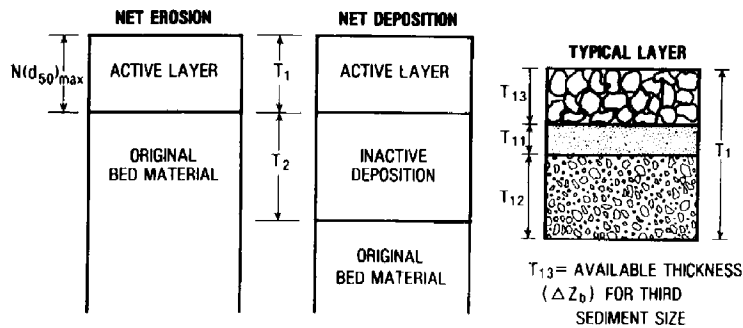 NET EROSION
N(d50)max
ACTIVE LAYER
ORIGINAL
BED MATERIAL
NET DEPOSITION
T1
ACTIVE LAYER
T2
INACTIVE
DEPOSITION
ORIGINAL
BED MATERIAL
TYPICAL LAYER
T13
T11
T12
T1
T13= AVAILABLE THICKNESS
(△Zb) FOR THIRD
SEDIMENT SIZE